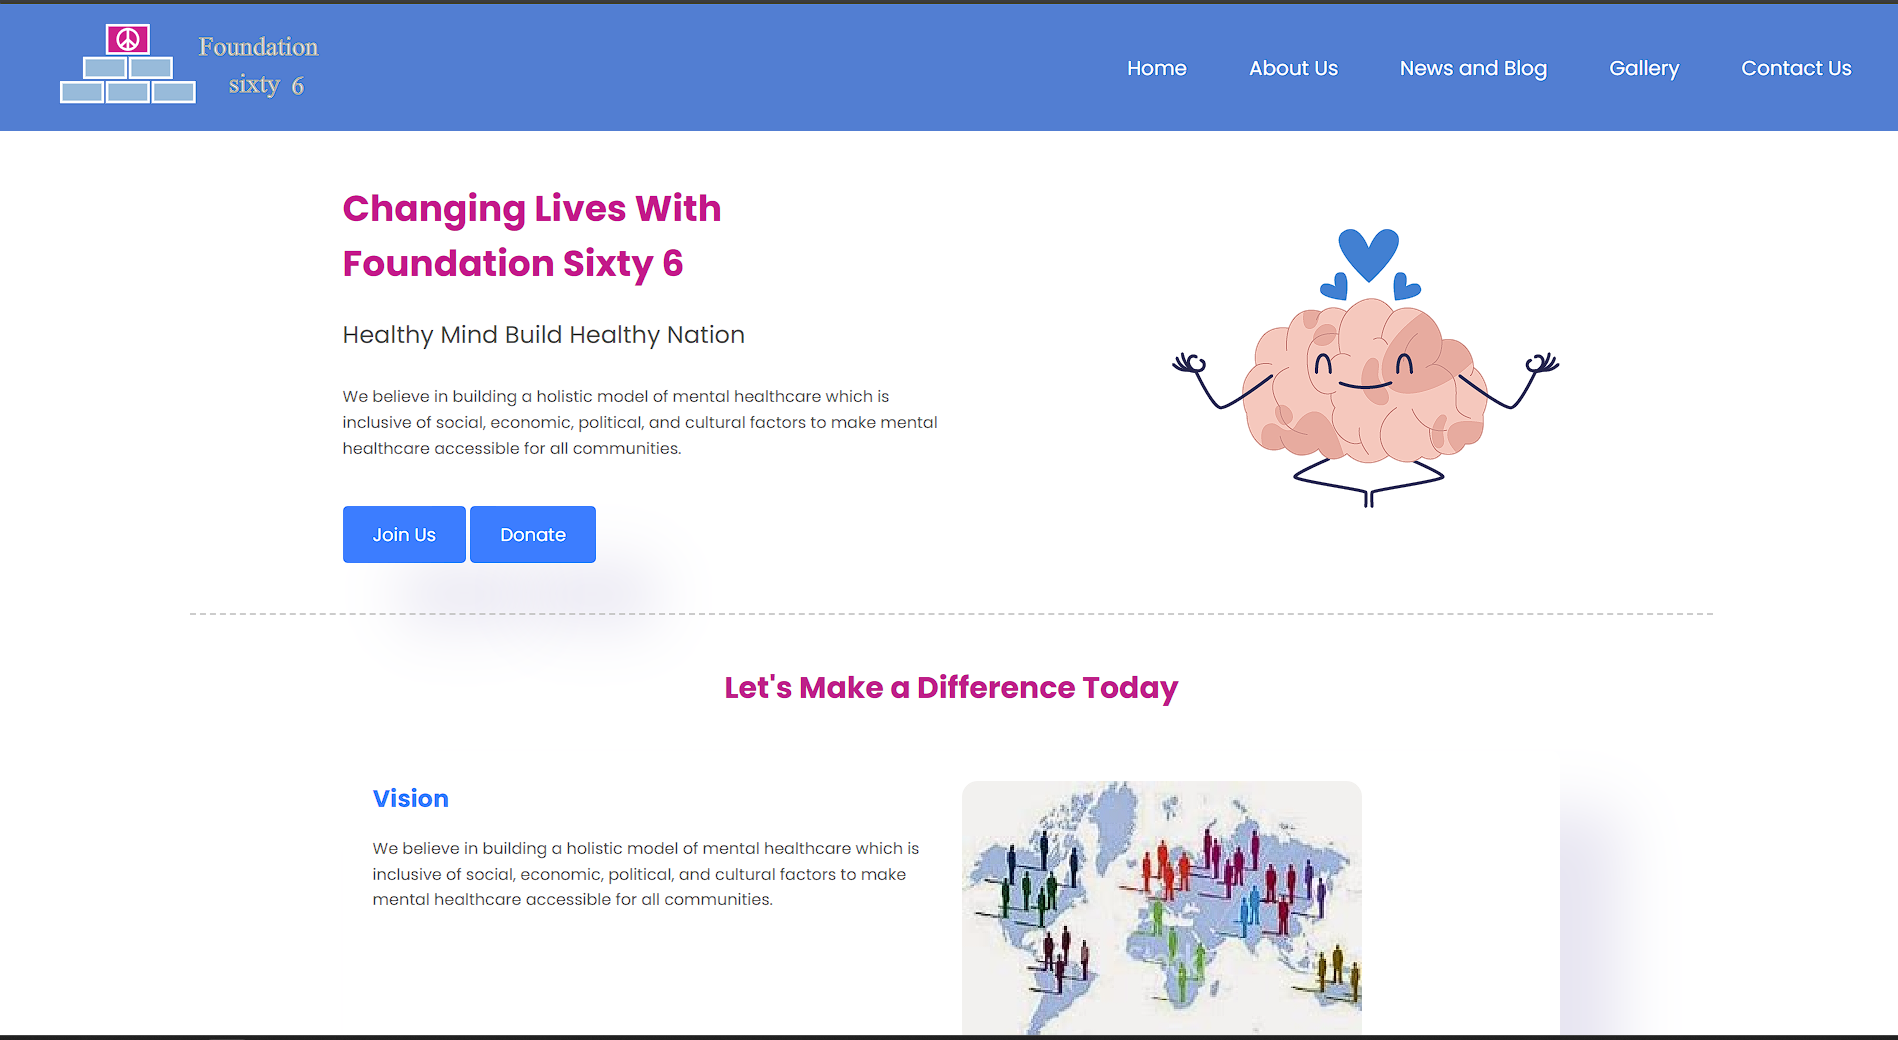 Foundation
sixty 6
Home About Us News and Blog Gallery Contact Us
Changing Lives With
Foundation Sixty 6
Healthy Mind Build Healthy Nation
We believe in building a holistic model of mental healthcare which is
inclusive of social, economic, political, and cultural factors to make mental
healthcare accessible for all communities.
Join Us Donate
Let's Make a Difference Today
Vision
We believe in building a holistic model of mental healthcare which is
inclusive of social, economic, political, and cultural factors to make
mental healthcare accessible for all communities.